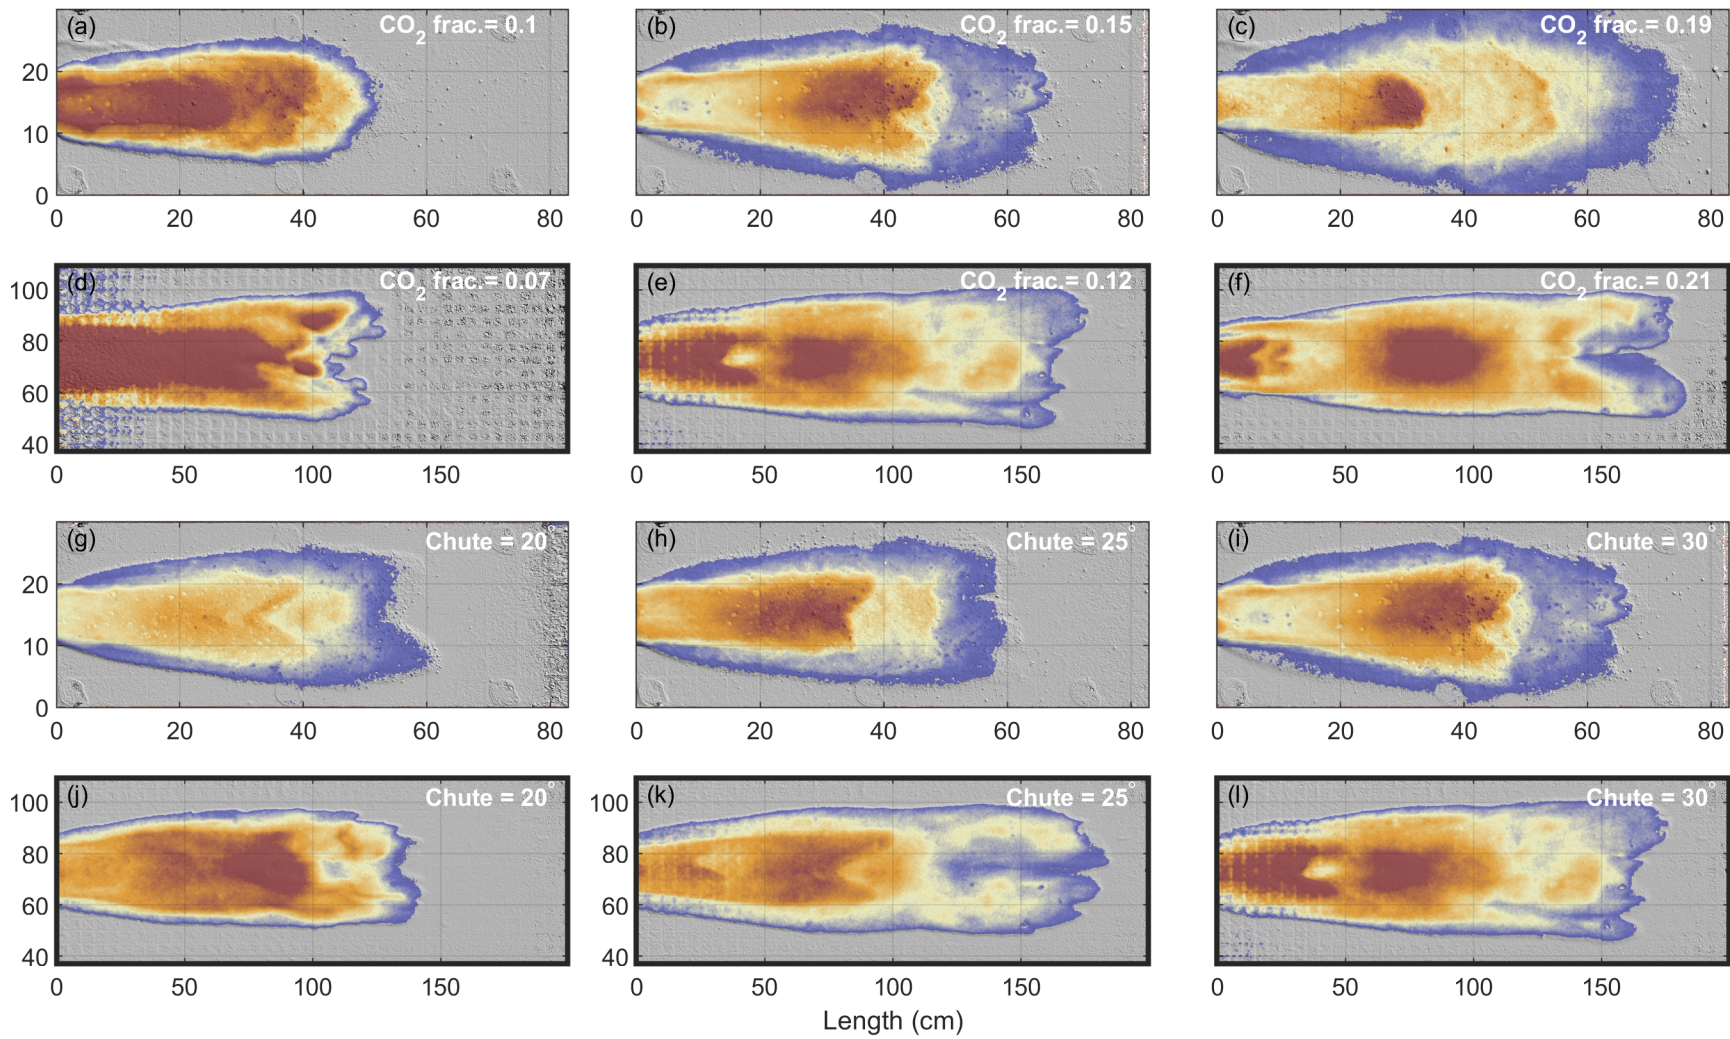 (a) CO2 frac.= 0.1
(b) CO2 frac.= 0.15
(c) CO2 frac.= 0.19
20
10
0
0 20 40 60 80
0 20 40 60 80
0 20 40 60 80
(d) CO2 frac.= 0.07
(e) CO2 frac.= 0.12
(f) CO2 frac.= 0.21
100
80
60
40
0 50 100 150
0 50 100 150
0 50 100 150
(g) Chute = 20°
(h) Chute = 25°
(i) Chute = 30°
20
10
0
0 20 40 60 80
0 20 40 60 80
0 20 40 60 80
(j) Chute = 20°
(k) Chute = 25°
(l) Chute = 30°
100 100
80 80
60 60
40 40
0 50 100 150
0 50 100 150
0 50 100 150
Length (cm)